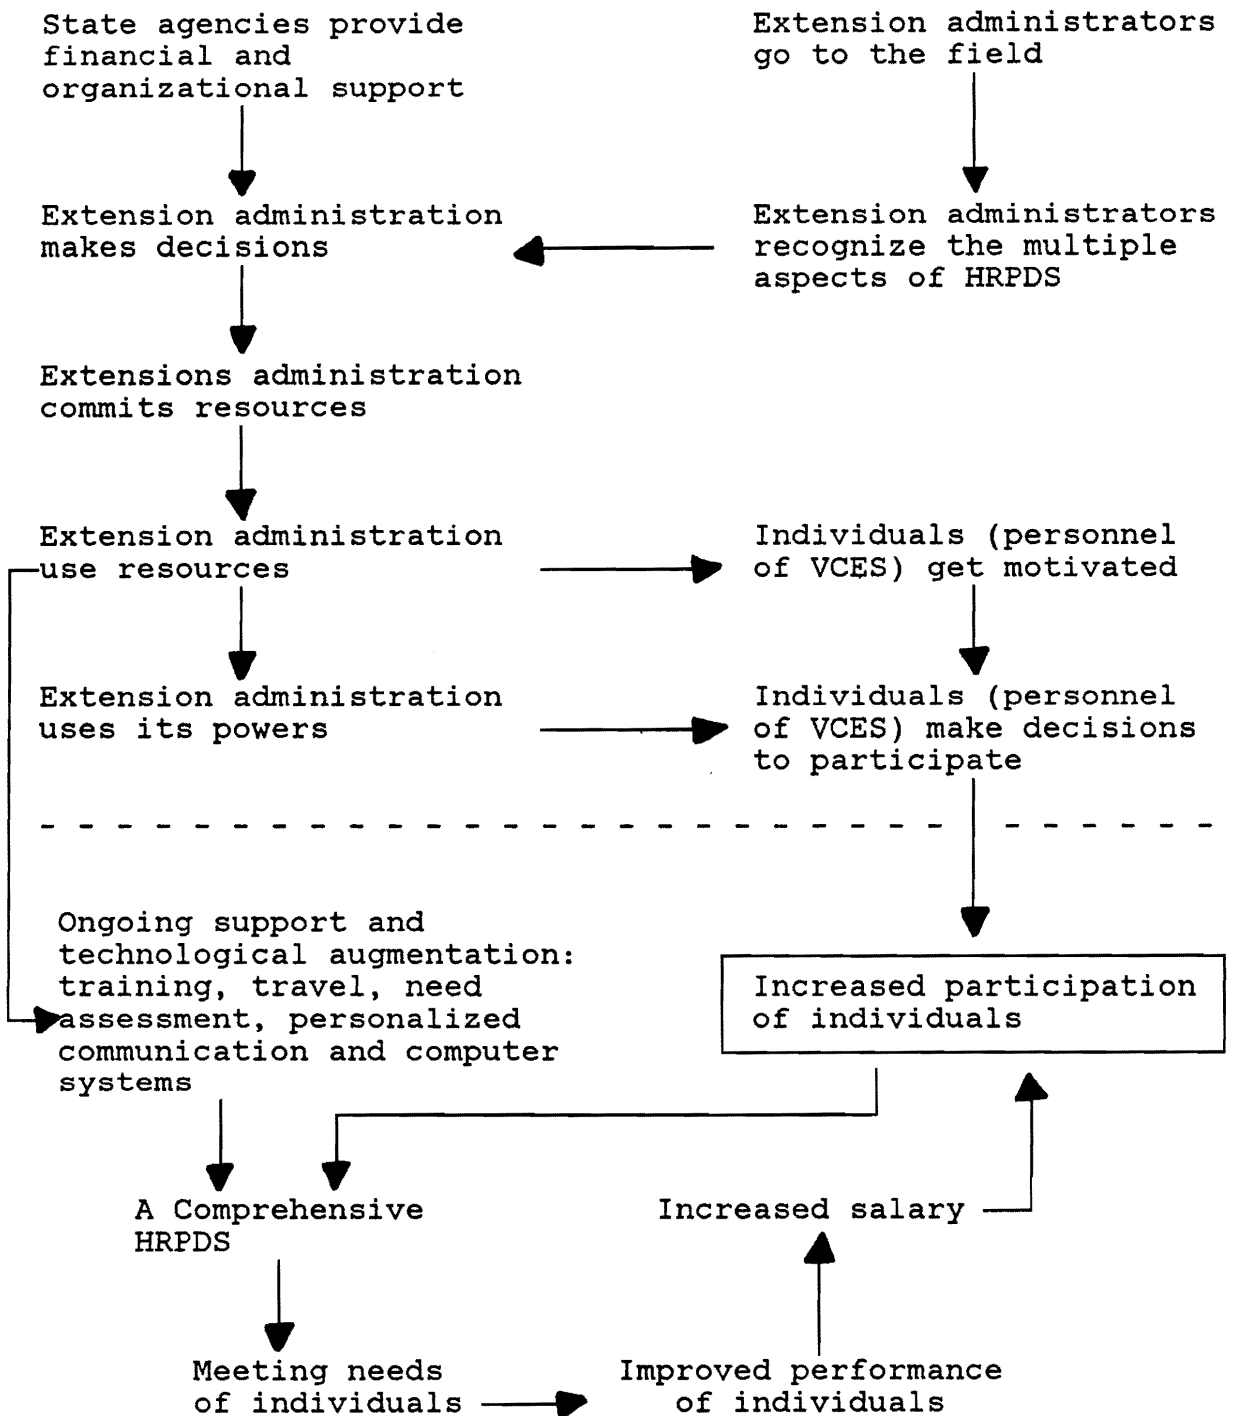 State agencies provide
financial and
organizational support
Extension administrators
go to the field
Extension administration
makes decisions
Extension administrators
recognize the multiple
aspects of HRPDS
Extensions administration
commits resources
Extension administration
use resources
Individuals (personnel
of VCES) get motivated
Extension administration
uses its powers
Individuals (personnel
of VCES) make decisions
to participate
Ongoing support and
technological augmentation:
training, travel, need
assessment, personalized
communication and computer
systems
Increased participation
of individuals
A Comprehensive
HRPDS
Increased salary
Meeting needs
of individuals
Improved performance
of individuals